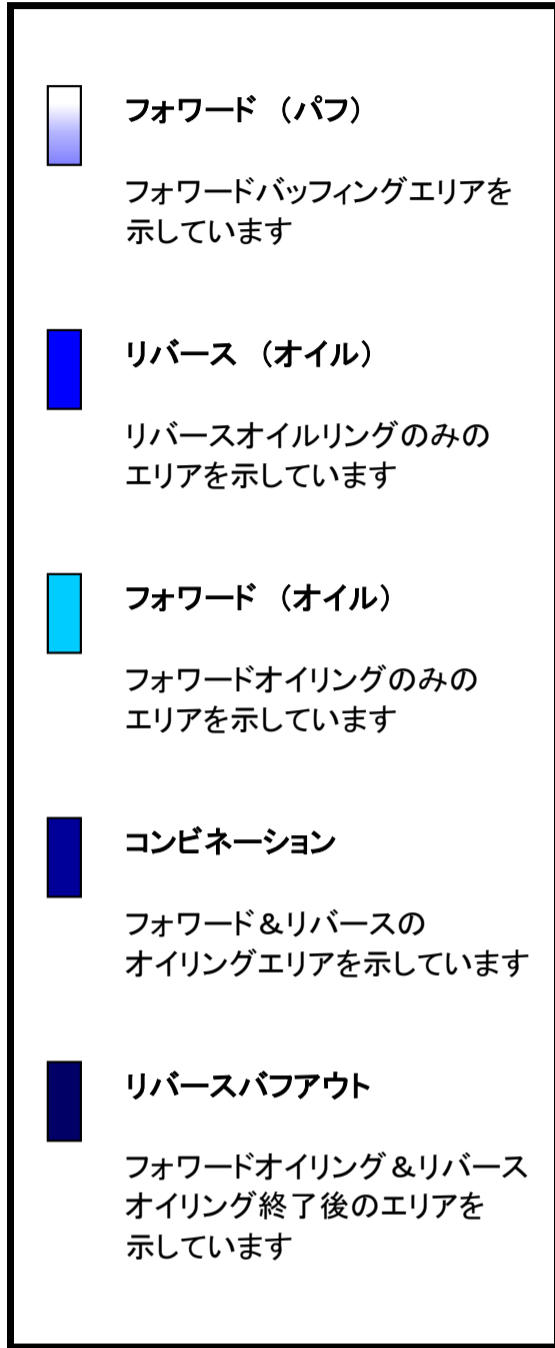 フォワード （パフ）
フォワードバッフィングエリアを
示しています
リバース （オイル）
リバースオイルリングのみの
エリアを示しています
フォワード （オイル）
フォワードオイリングのみの
エリアを示しています
コンビネーション
フォワード＆リバースの
オイリングエリアを示しています
リバースバフアウト
フォワードオイリング＆リバース
オイリング終了後のエリアを
示しています